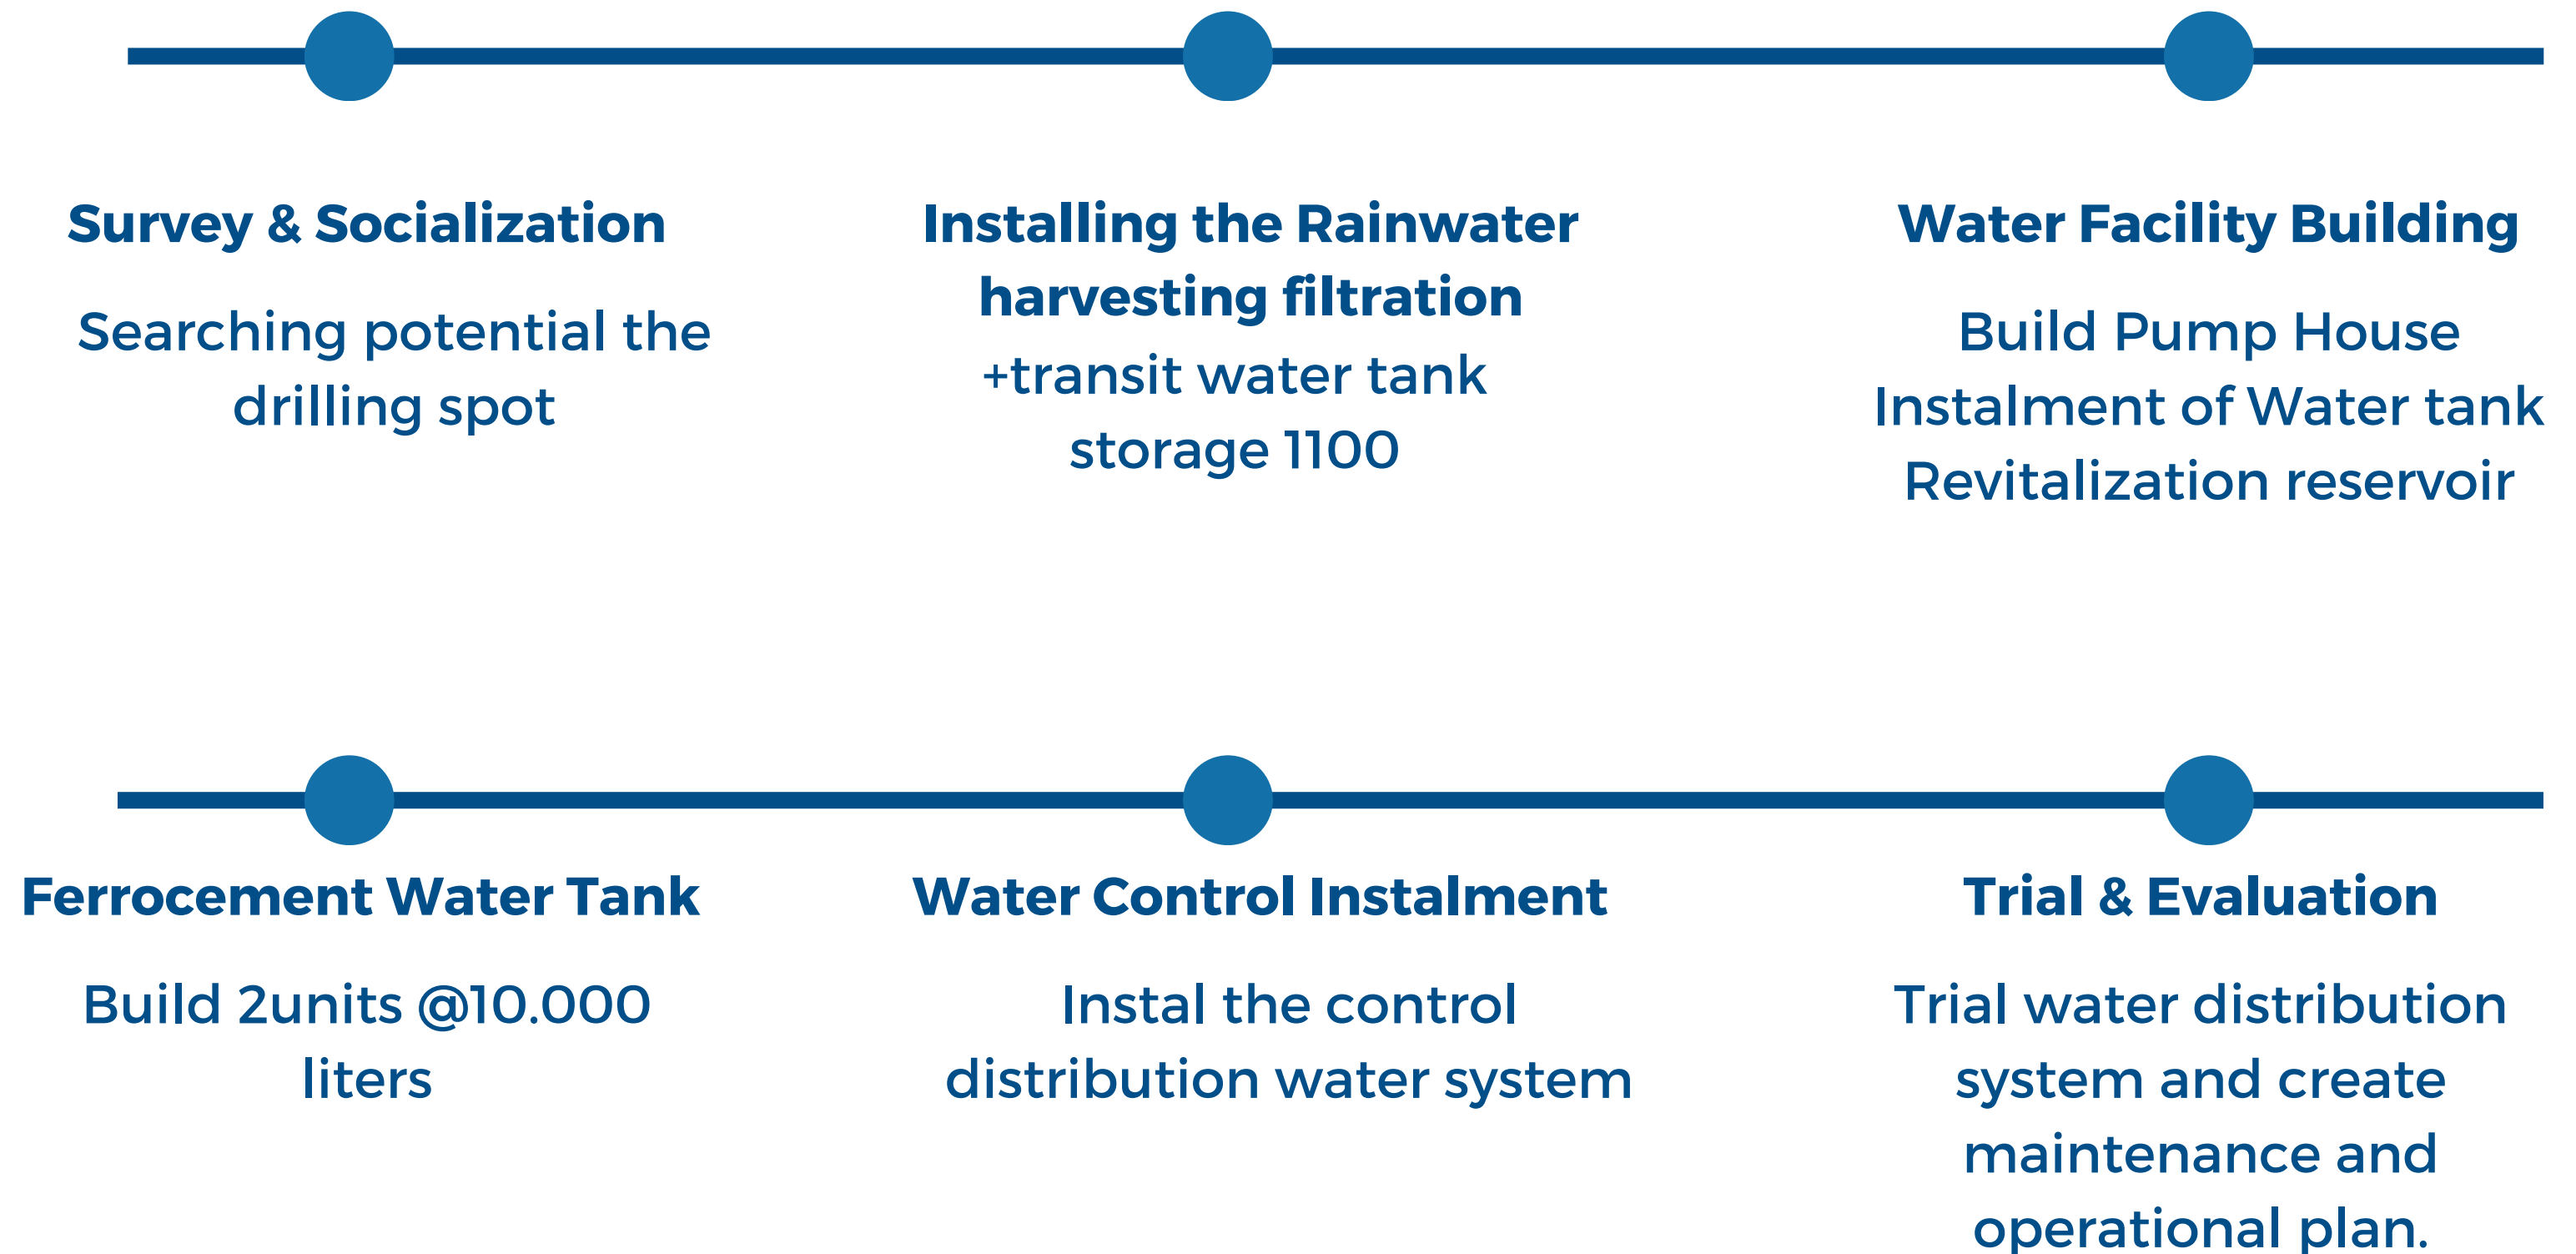 Survey & Socialization
Searching potential the
drilling spot
Installing the Rainwater
harvesting filtration
+transit water tank
storage 1100
Water Facility Building
Build Pump House
Instalment of Water tank
Revitalization reservoir
Ferrocement Water Tank
Build 2units @10.000
liters
Water Control Instalment
Instal the control
distribution water system
Trial & Evaluation
Trial water distribution
system and create
maintenance and
operational plan.